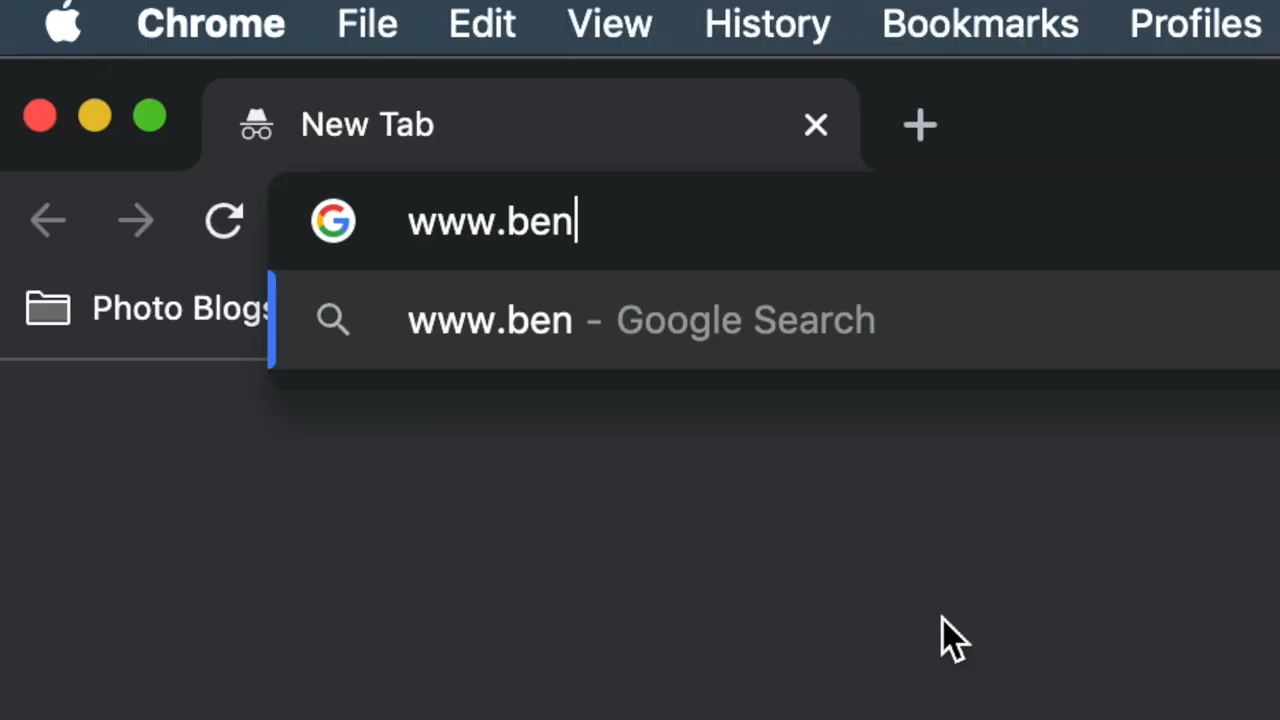 Chrome File Edit View History Bookmarks Profiles
New Tab
www.ben
Photo Blogs
www.ben - Google Search